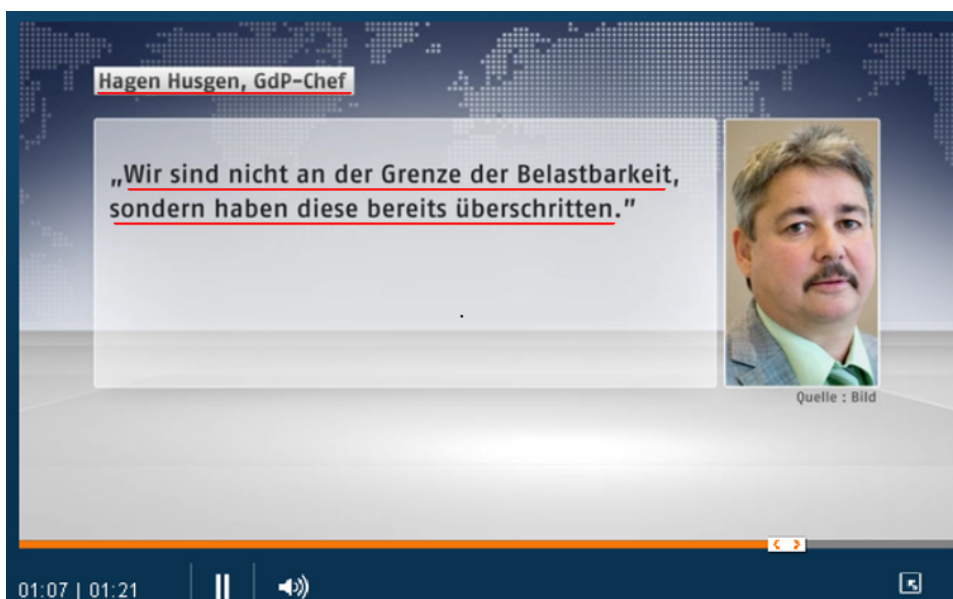 Hagen Husgen, GdP-Chef
„Wir sind nicht an der Grenze der Belastbarkeit,
sondern haben diese bereits überschritten.”
Quelle : Bild
01:07 | 01:21